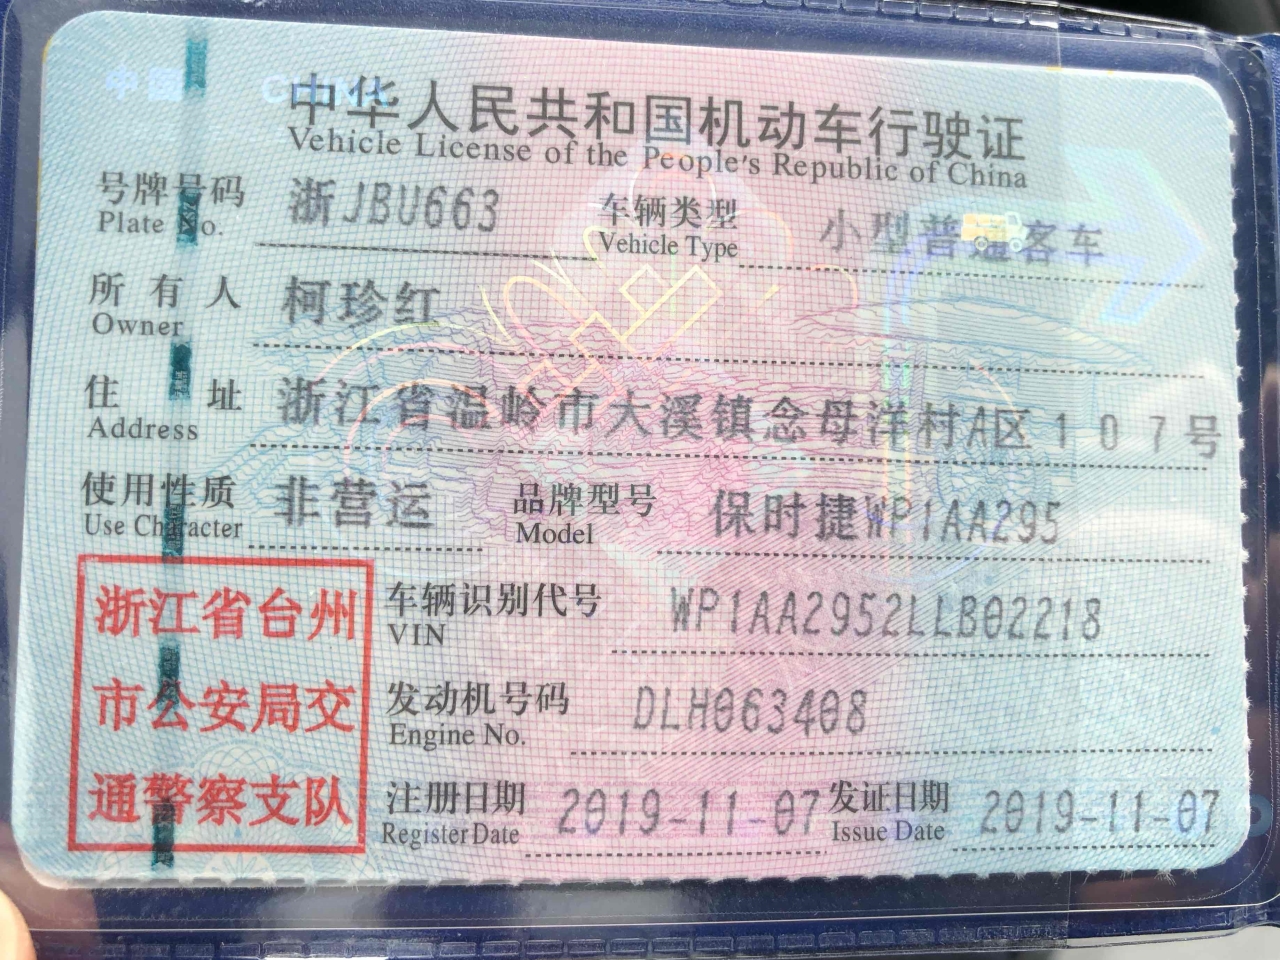 中国 CHINA
中华人民共和国机动车行驶证
Vehicle License of the People's Republic of China
号牌号码 浙JBU663 车辆类型 小型普通客车
Plate No. Vehicle Type
所有人 柯珍红
Owner
住址 浙江省温岭市大溪镇念母洋村A区107号
Address
使用性质 非营运 品牌型号 保时捷WP1AA295
Use Character Model
浙江省台州
市公安局交
通警察支队
车辆识别代号 WP1AA2952LLB02218
VIN
发动机号码 DLH063408
Engine No.
注册日期 2019-11-07 发证日期 2019-11-07
Register Date Issue Date